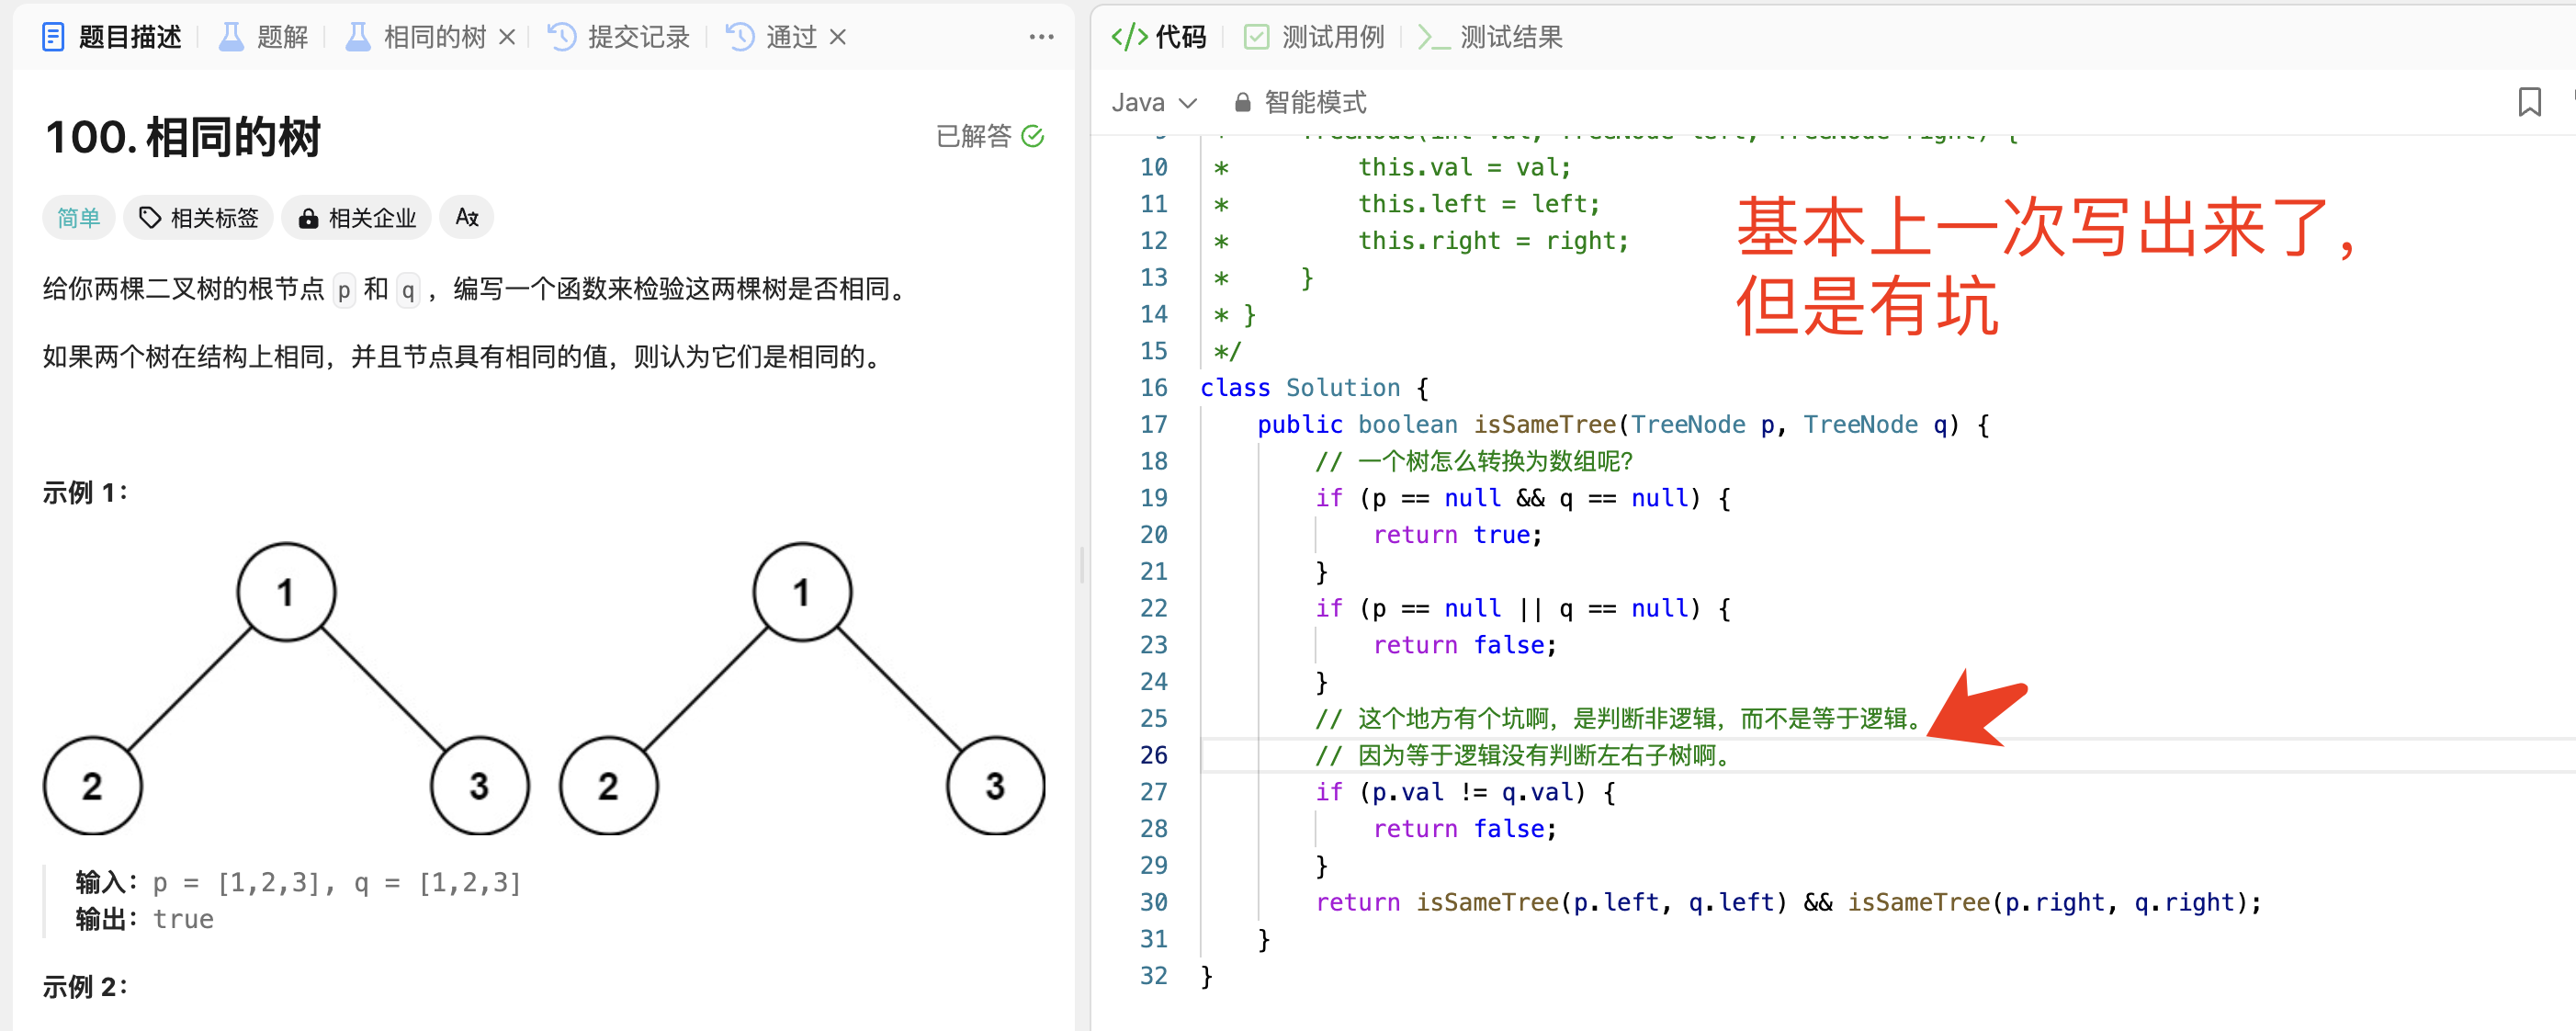 题目描述
题解
相同的树
提交记录
通过
代码
测试用例
测试结果
Java
智能模式
100. 相同的树
已解答
简单
相关标签
相关企业
给你两棵二叉树的根节点 p 和 q ，编写一个函数来检验这两棵树是否相同。
如果两个树在结构上相同，并且节点具有相同的值，则认为它们是相同的。
示例 1：
1
2
3
1
2
3
输入：p = [1,2,3], q = [1,2,3]
输出：true
示例 2：
10 *         this.val = val;
11 *         this.left = left;
12 *         this.right = right;
13 *     }
14 * }
15 */
16 class Solution {
17     public boolean isSameTree(TreeNode p, TreeNode q) {
18         // 一个树怎么转换为数组呢？
19         if (p == null && q == null) {
20             return true;
21         }
22         if (p == null || q == null) {
23             return false;
24         }
25         // 这个地方有个坑啊，是判断非逻辑，而不是等于逻辑。
26         // 因为等于逻辑没有判断左右子树啊。
27         if (p.val != q.val) {
28             return false;
29         }
30         return isSameTree(p.left, q.left) && isSameTree(p.right, q.right);
31     }
32 }
基本上一次写出来了，
但是有坑